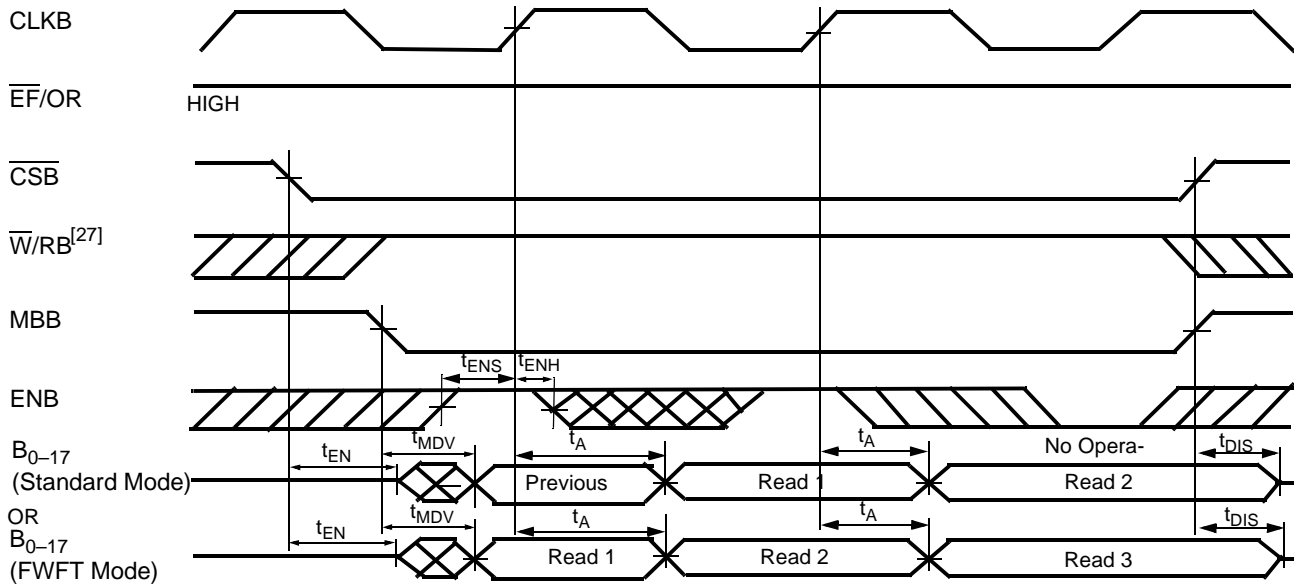 CLKB
EF/OR
HIGH
CSB
W/RB[27]
MBB
tENS tENH
ENB
tMDV tA tA No Opera-
B0–17 tEN tDIS
(Standard Mode) Previous Read 1 Read 2
OR
tMDV tA tA
B0–17 tEN tDIS
(FWFT Mode) Read 1 Read 2 Read 3